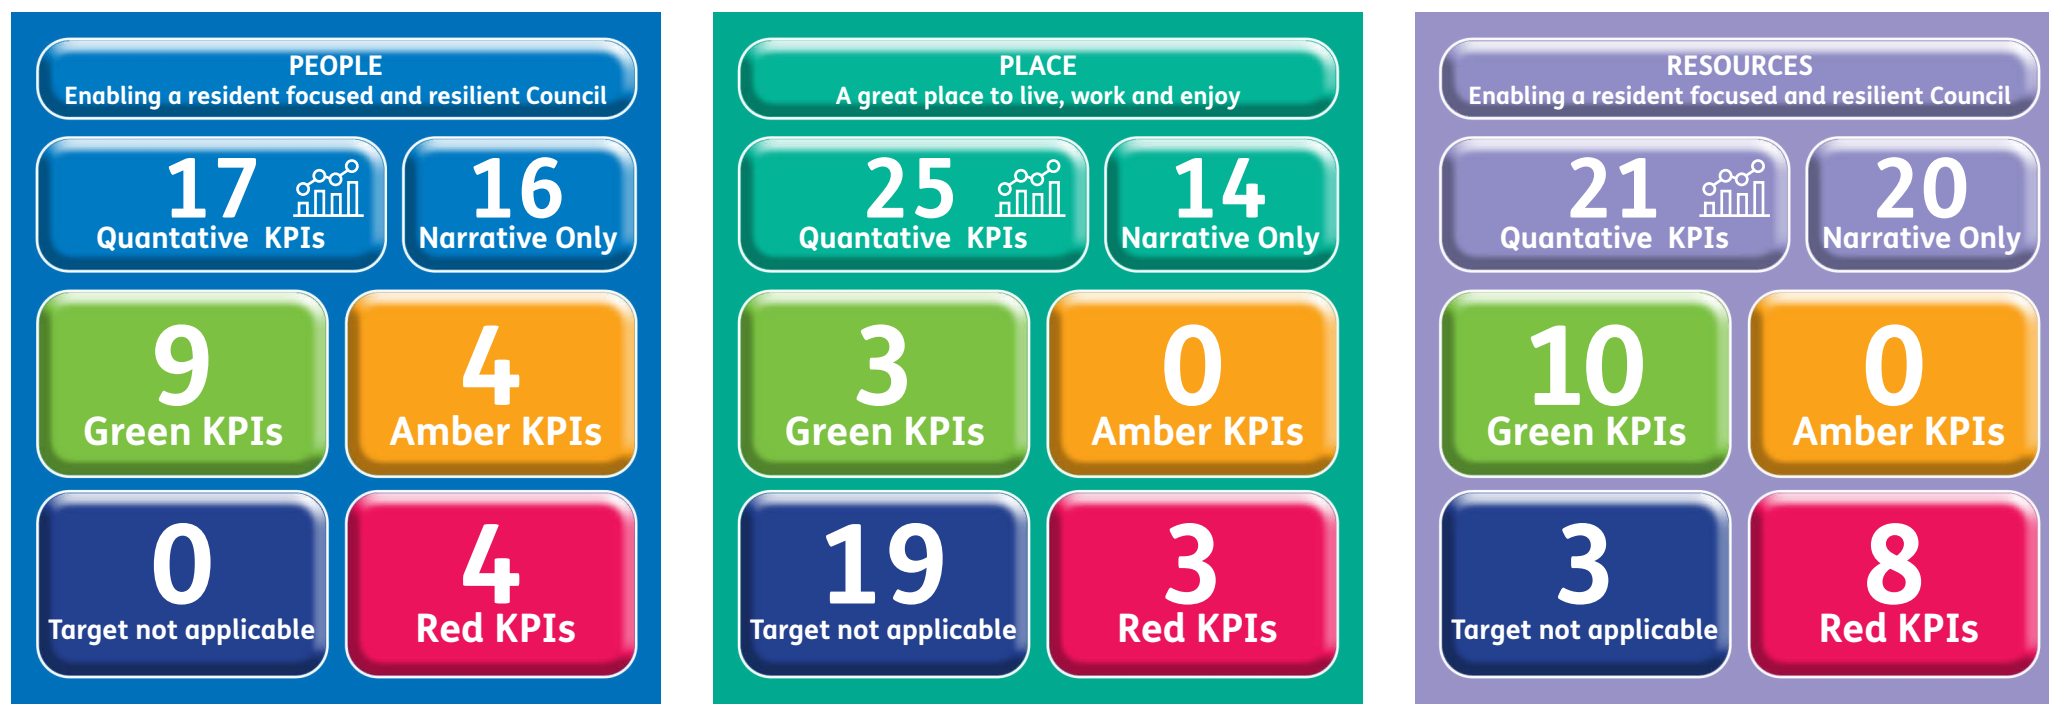 PEOPLE
Enabling a resident focused and resilient Council
17
Quantative KPIs
16
Narrative Only
9
Green KPIs
4
Amber KPIs
0
Target not applicable
4
Red KPIs
PLACE
A great place to live, work and enjoy
25
Quantative KPIs
14
Narrative Only
3
Green KPIs
0
Amber KPIs
19
Target not applicable
3
Red KPIs
RESOURCES
Enabling a resident focused and resilient Council
21
Quantative KPIs
20
Narrative Only
10
Green KPIs
0
Amber KPIs
3
Target not applicable
8
Red KPIs